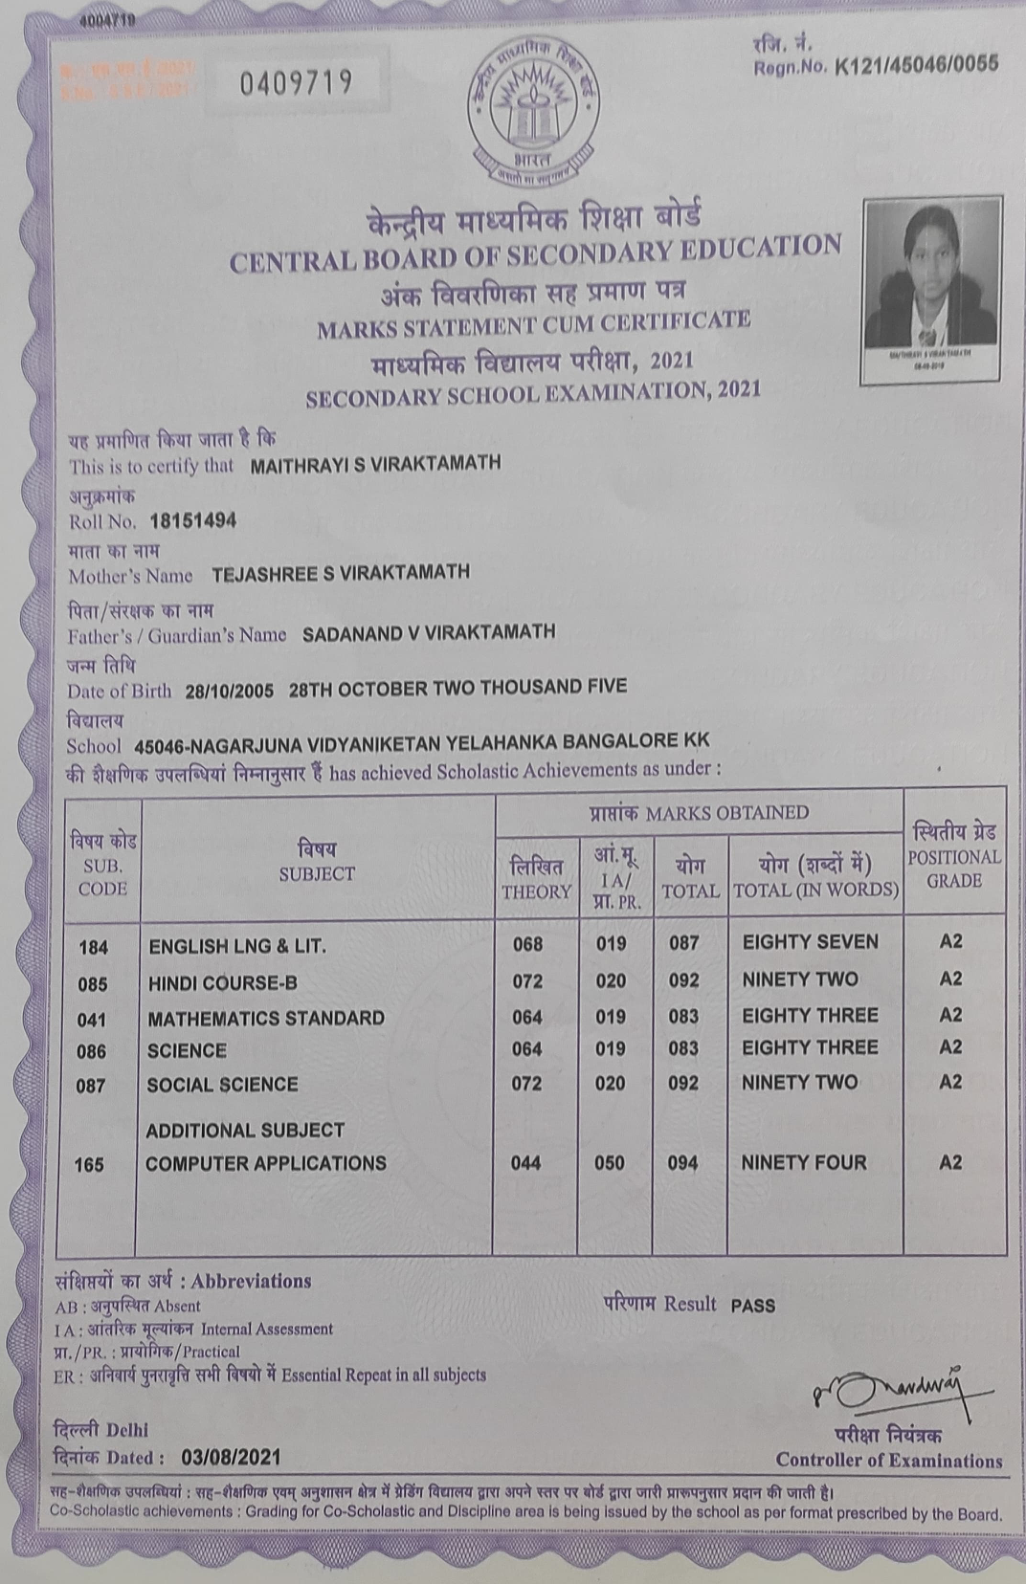 4004719
0409719
रजि. नं.
Regn.No. K121/45046/0055
केन्द्रीय माध्यमिक शिक्षा बोर्ड
भारत
असतो मा सद्गमय
केन्द्रीय माध्यमिक शिक्षा बोर्ड
CENTRAL BOARD OF SECONDARY EDUCATION
अंक विवरणिका सह प्रमाण पत्र
MARKS STATEMENT CUM CERTIFICATE
माध्यमिक विद्यालय परीक्षा, 2021
SECONDARY SCHOOL EXAMINATION, 2021
MAITHRAYI S VIRAKTAMATH
यह प्रमाणित किया जाता है कि
This is to certify that MAITHRAYI S VIRAKTAMATH
अनुक्रमांक
Roll No. 18151494
माता का नाम
Mother's Name TEJASHREE S VIRAKTAMATH
पिता/संरक्षक का नाम
Father's / Guardian's Name SADANAND V VIRAKTAMATH
जन्म तिथि
Date of Birth 28/10/2005 28TH OCTOBER TWO THOUSAND FIVE
विद्यालय
School 45046-NAGARJUNA VIDYANIKETAN YELAHANKA BANGALORE KK
की शैक्षणिक उपलब्धियां निम्नानुसार हैं has achieved Scholastic Achievements as under :
विषय कोड SUB. CODE
विषय SUBJECT
प्राप्तांक MARKS OBTAINED
लिखित THEORY
आं.मू. I A/ प्रा. PR.
योग TOTAL
योग (शब्दों में) TOTAL (IN WORDS)
स्थितीय ग्रेड POSITIONAL GRADE
184 ENGLISH LNG & LIT. 068 019 087 EIGHTY SEVEN A2
085 HINDI COURSE-B 072 020 092 NINETY TWO A2
041 MATHEMATICS STANDARD 064 019 083 EIGHTY THREE A2
086 SCIENCE 064 019 083 EIGHTY THREE A2
087 SOCIAL SCIENCE 072 020 092 NINETY TWO A2
ADDITIONAL SUBJECT
165 COMPUTER APPLICATIONS 044 050 094 NINETY FOUR A2
संक्षिप्तयों का अर्थ : Abbreviations
AB : अनुपस्थित Absent
परिणाम Result PASS
I A : आंतरिक मूल्यांकन Internal Assessment
प्रा./PR. : प्रायोगिक/Practical
ER : अनिवार्य पुनरावृत्ति सभी विषयो में Essential Repeat in all subjects
दिल्ली Delhi
दिनांक Dated : 03/08/2021
परीक्षा नियंत्रक
Controller of Examinations
सह-शैक्षणिक उपलब्धियां : सह-शैक्षणिक एवम् अनुशासन क्षेत्र में ग्रेडिंग विद्यालय द्वारा अपने स्तर पर बोर्ड द्वारा जारी प्रारूपनुसार प्रदान की जाती है।
Co-Scholastic achievements : Grading for Co-Scholastic and Discipline area is being issued by the school as per format prescribed by the Board.